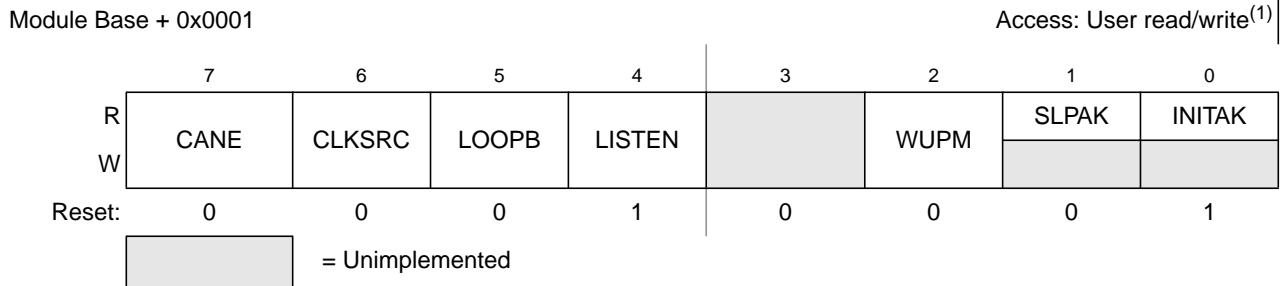 Module Base + 0x0001 Access: User read/write(1)
7 6 5 4 3 2 1 0
R CANE CLKSRC LOOPB LISTEN WUPM SLPAK INITAK
W
Reset: 0 0 0 1 0 0 0 1
= Unimplemented